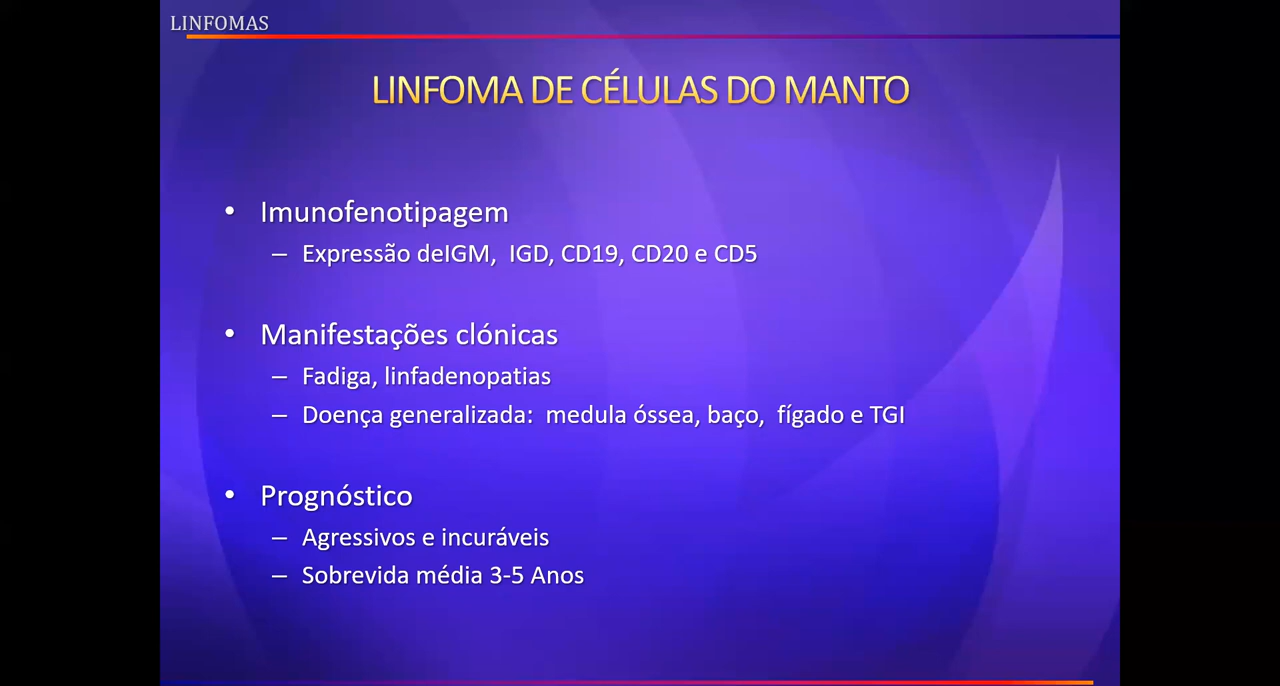 LINFOMAS
LINFOMA DE CÉLULAS DO MANTO
• Imunofenotipagem
– Expressão deIGM, IGD, CD19, CD20 e CD5
• Manifestações clónicas
– Fadiga, linfadenopatias
– Doença generalizada: medula óssea, baço, fígado e TGI
• Prognóstico
– Agressivos e incuráveis
– Sobrevida média 3-5 Anos